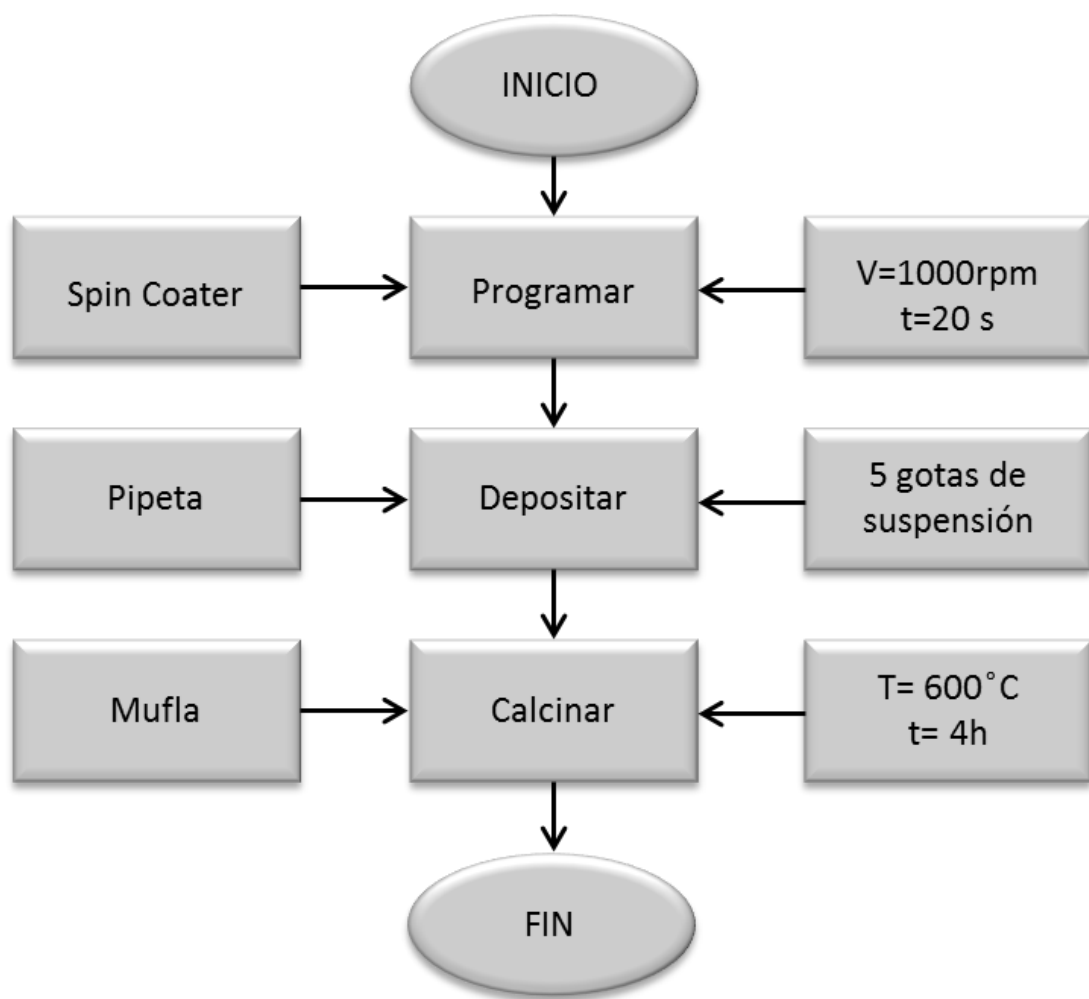 INICIO
Spin Coater
Programar
V=1000rpm
t=20 s
Pipeta
Depositar
5 gotas de
suspensión
Mufla
Calcinar
T= 600˚C
t= 4h
FIN